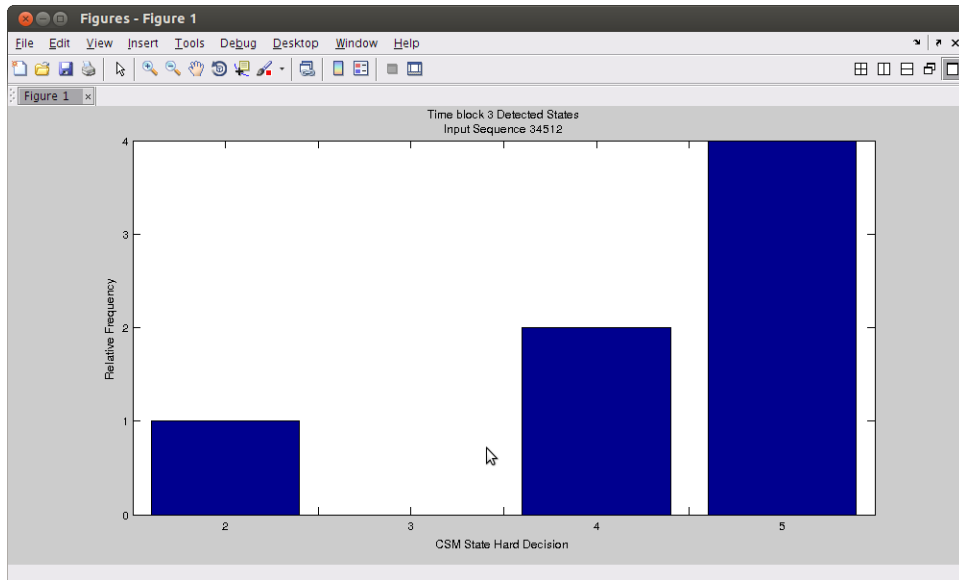 Figures - Figure 1
File Edit View Insert Tools Debug Desktop Window Help
Figure 1
Time block 3 Detected States
Input Sequence 34512
4
3
2
1
0
Relative Frequency
2 3 4 5
CSM State Hard Decision